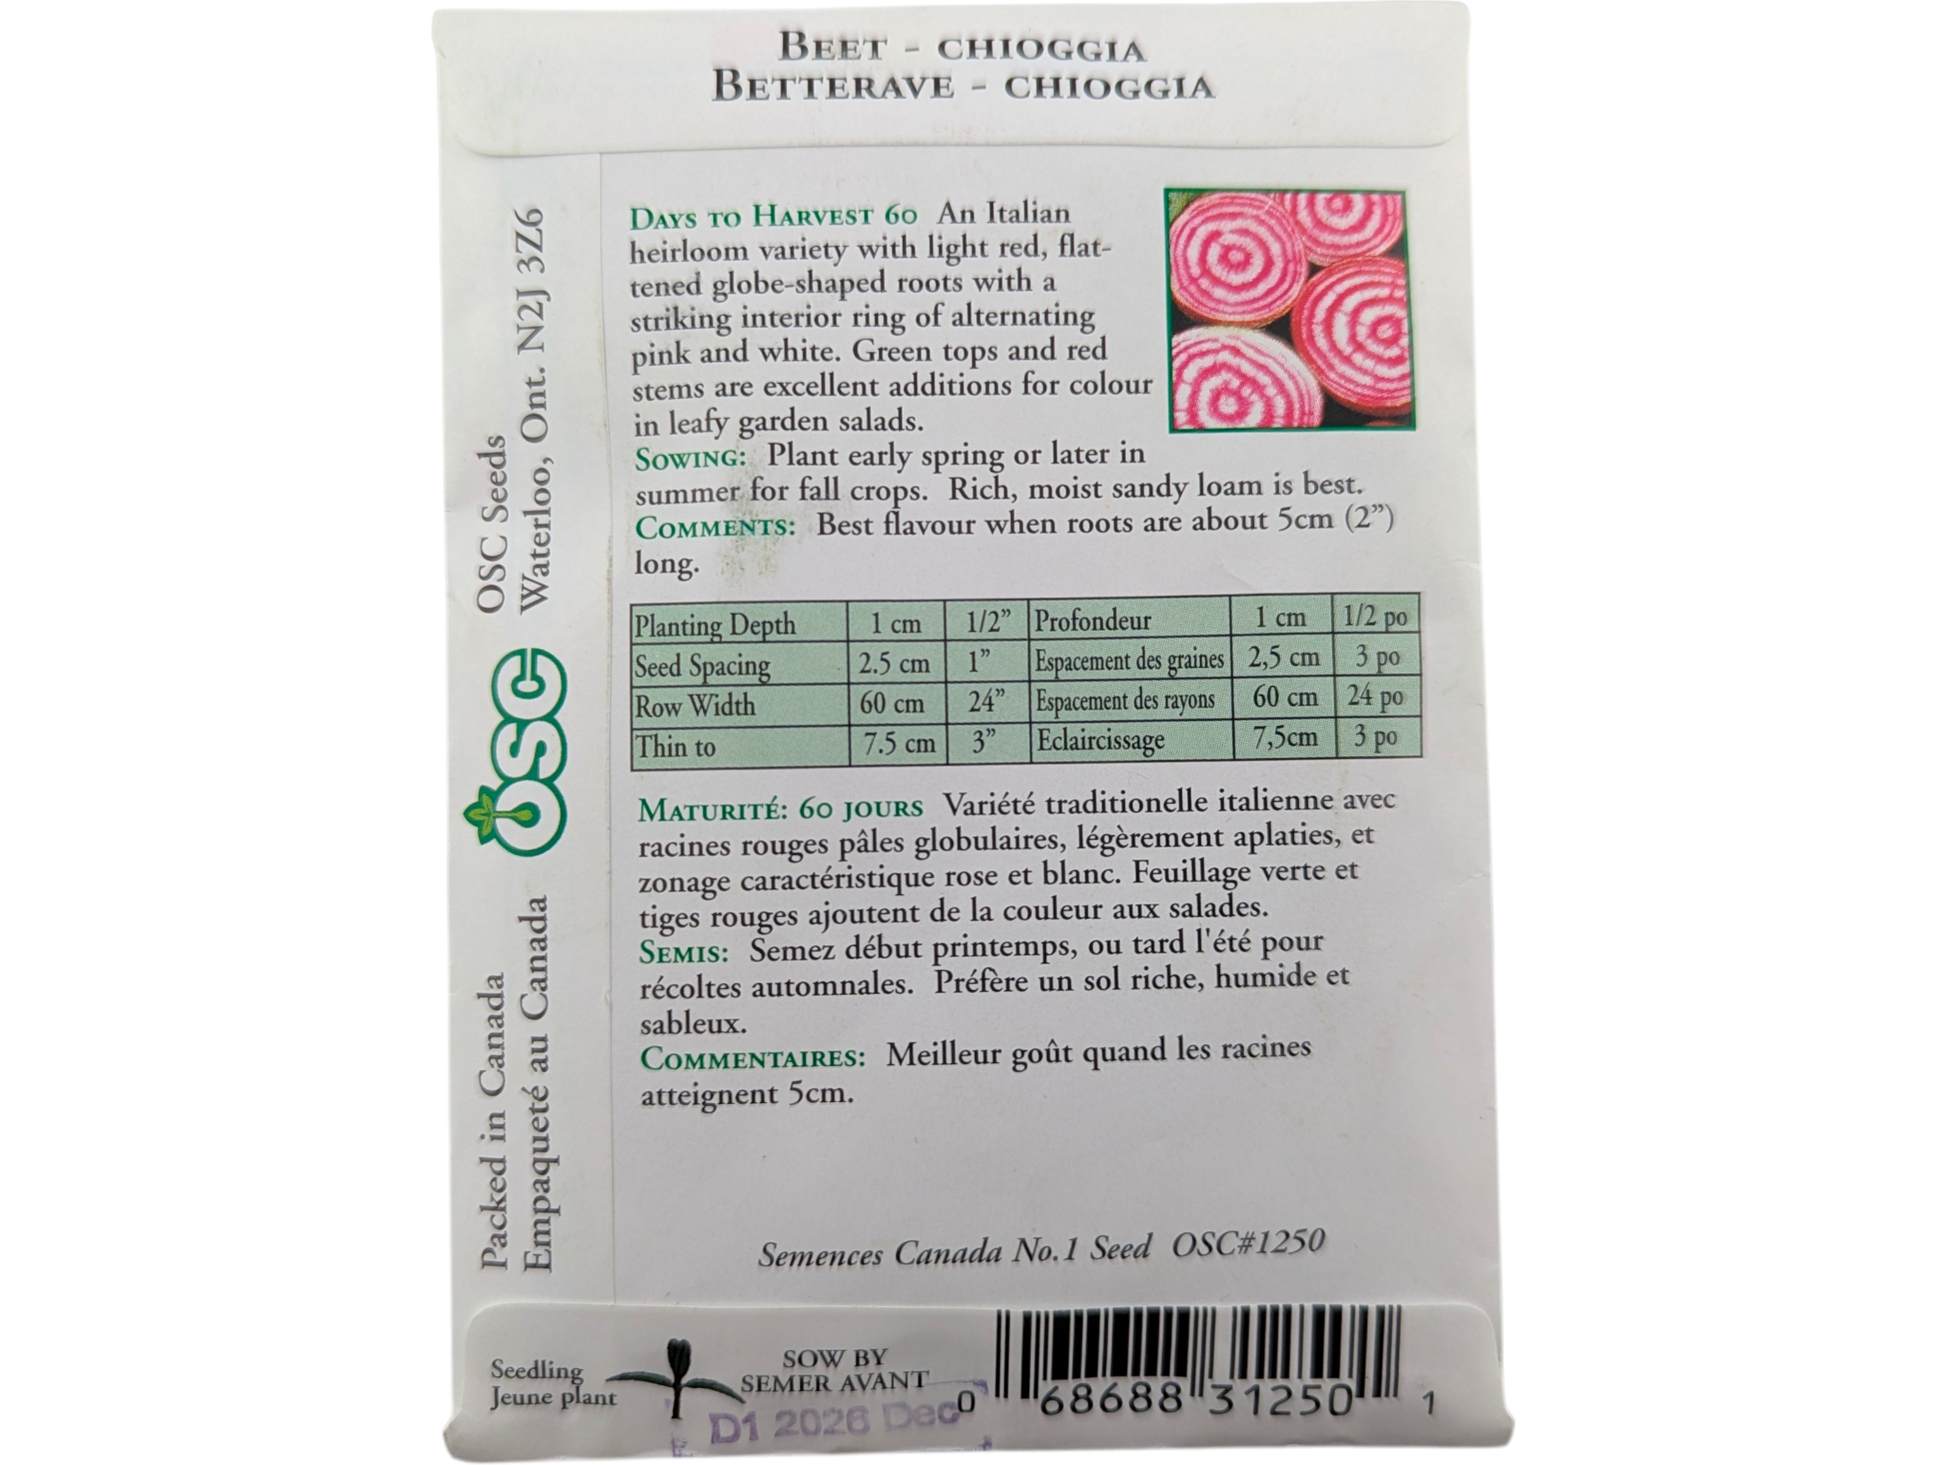 BEET - CHIOGGIA
BETTERAVE - CHIOGGIA
DAYS TO HARVEST 60 An Italian
heirloom variety with light red, flat-
tened globe-shaped roots with a
striking interior ring of alternating
pink and white. Green tops and red
stems are excellent additions for colour
in leafy garden salads.
SOWING: Plant early spring or later in
summer for fall crops. Rich, moist sandy loam is best.
COMMENTS: Best flavour when roots are about 5cm (2”)
long.
Planting Depth 1 cm 1/2” Profondeur 1 cm 1/2 po
Seed Spacing 2.5 cm 1” Espacement des graines 2,5 cm 3 po
Row Width 60 cm 24” Espacement des rayons 60 cm 24 po
Thin to 7.5 cm 3” Eclaircissage 7,5cm 3 po
MATURITÉ: 60 JOURS Variété traditionelle italienne avec
racines rouges pâles globulaires, légèrement aplaties, et
zonage caractéristique rose et blanc. Feuillage verte et
tiges rouges ajoutent de la couleur aux salades.
SEMIS: Semez début printemps, ou tard l'été pour
récoltes automnales. Préfère un sol riche, humide et
sableux.
COMMENTAIRES: Meilleur goût quand les racines
atteignent 5cm.
Semences Canada No.1 Seed OSC#1250
OSC Seeds
Waterloo, Ont. N2J 3Z6
OSC
Packed in Canada
Empaqueté au Canada
Seedling
Jeune plant
SOW BY
SEMER AVANT
D1 2026 Dec
0 68688 31250 1